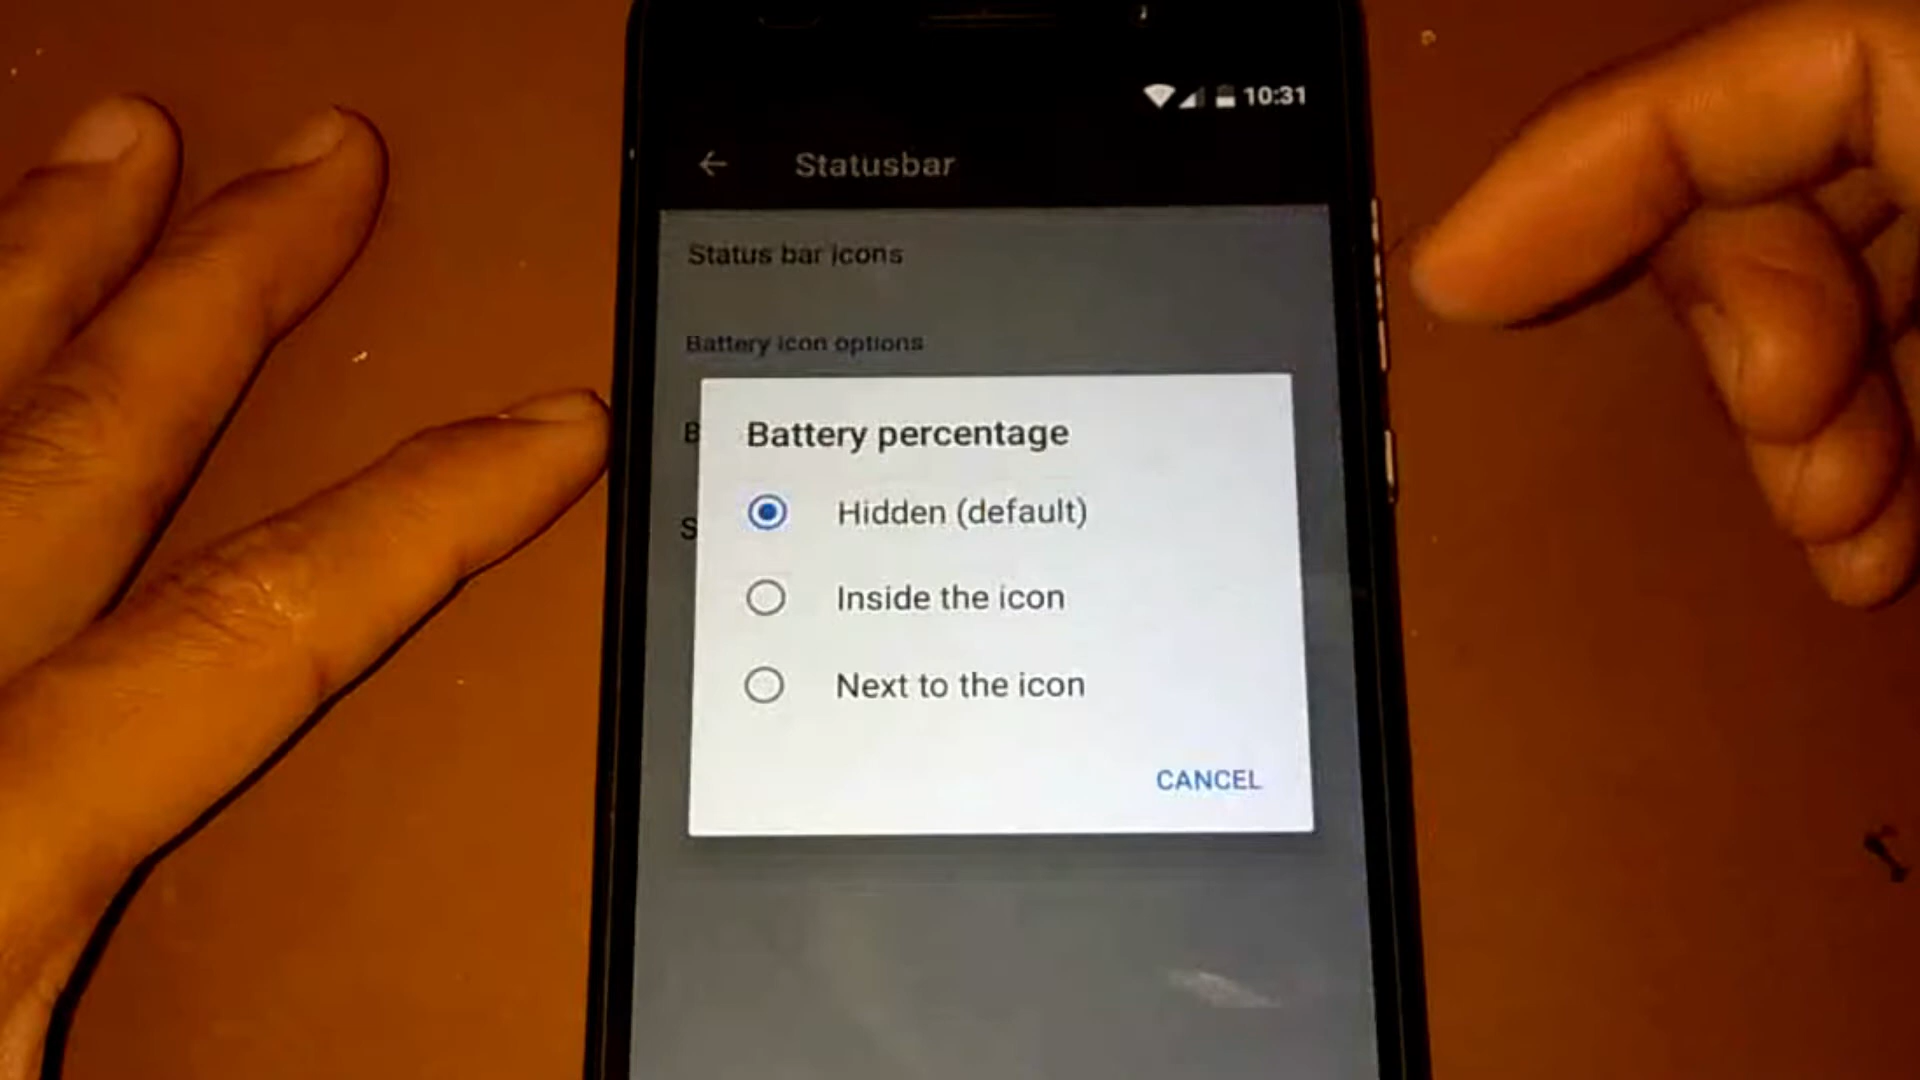 10:31
Statusbar
Status bar icons
Battery icon options
B
Battery percentage
Hidden (default)
S
Inside the icon
Next to the icon
CANCEL